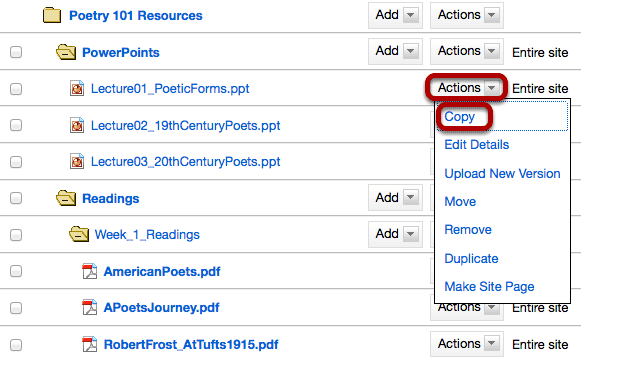 Poetry 101 Resources Add Actions
PowerPoints Add Actions Entire site
Lecture01_PoeticForms.ppt Actions Entire site
Copy
Lecture02_19thCenturyPoets.ppt
Edit Details
Lecture03_20thCenturyPoets.ppt
Upload New Version
Readings Add
Move
Remove
Week_1_Readings Add
Duplicate
AmericanPoets.pdf
Make Site Page
APoetsJourney.pdf Actions Entire site
RobertFrost_AtTufts1915.pdf Actions Entire site